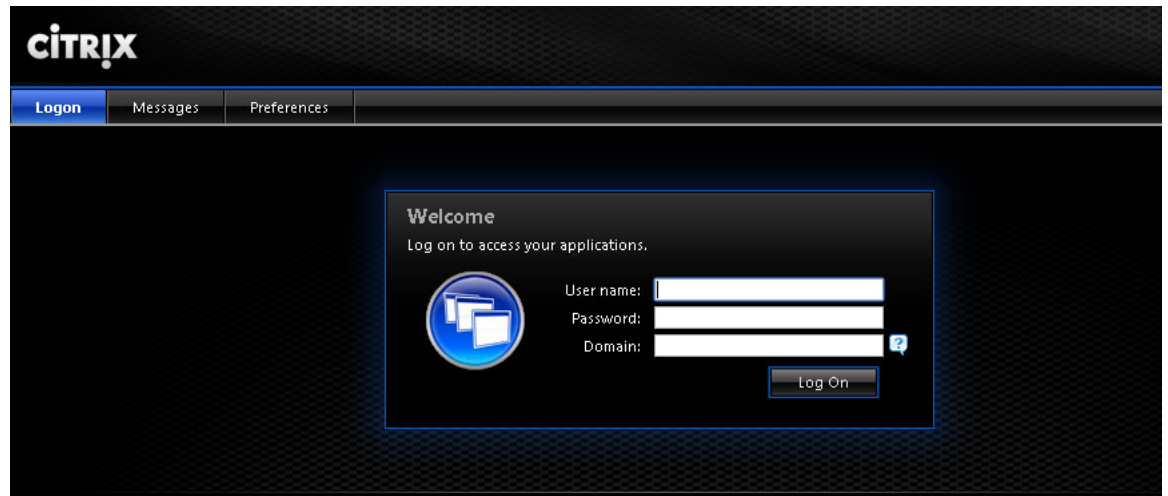 CITRIX
Logon Messages Preferences
Welcome
Log on to access your applications.
User name:
Password:
Domain:
?
Log On